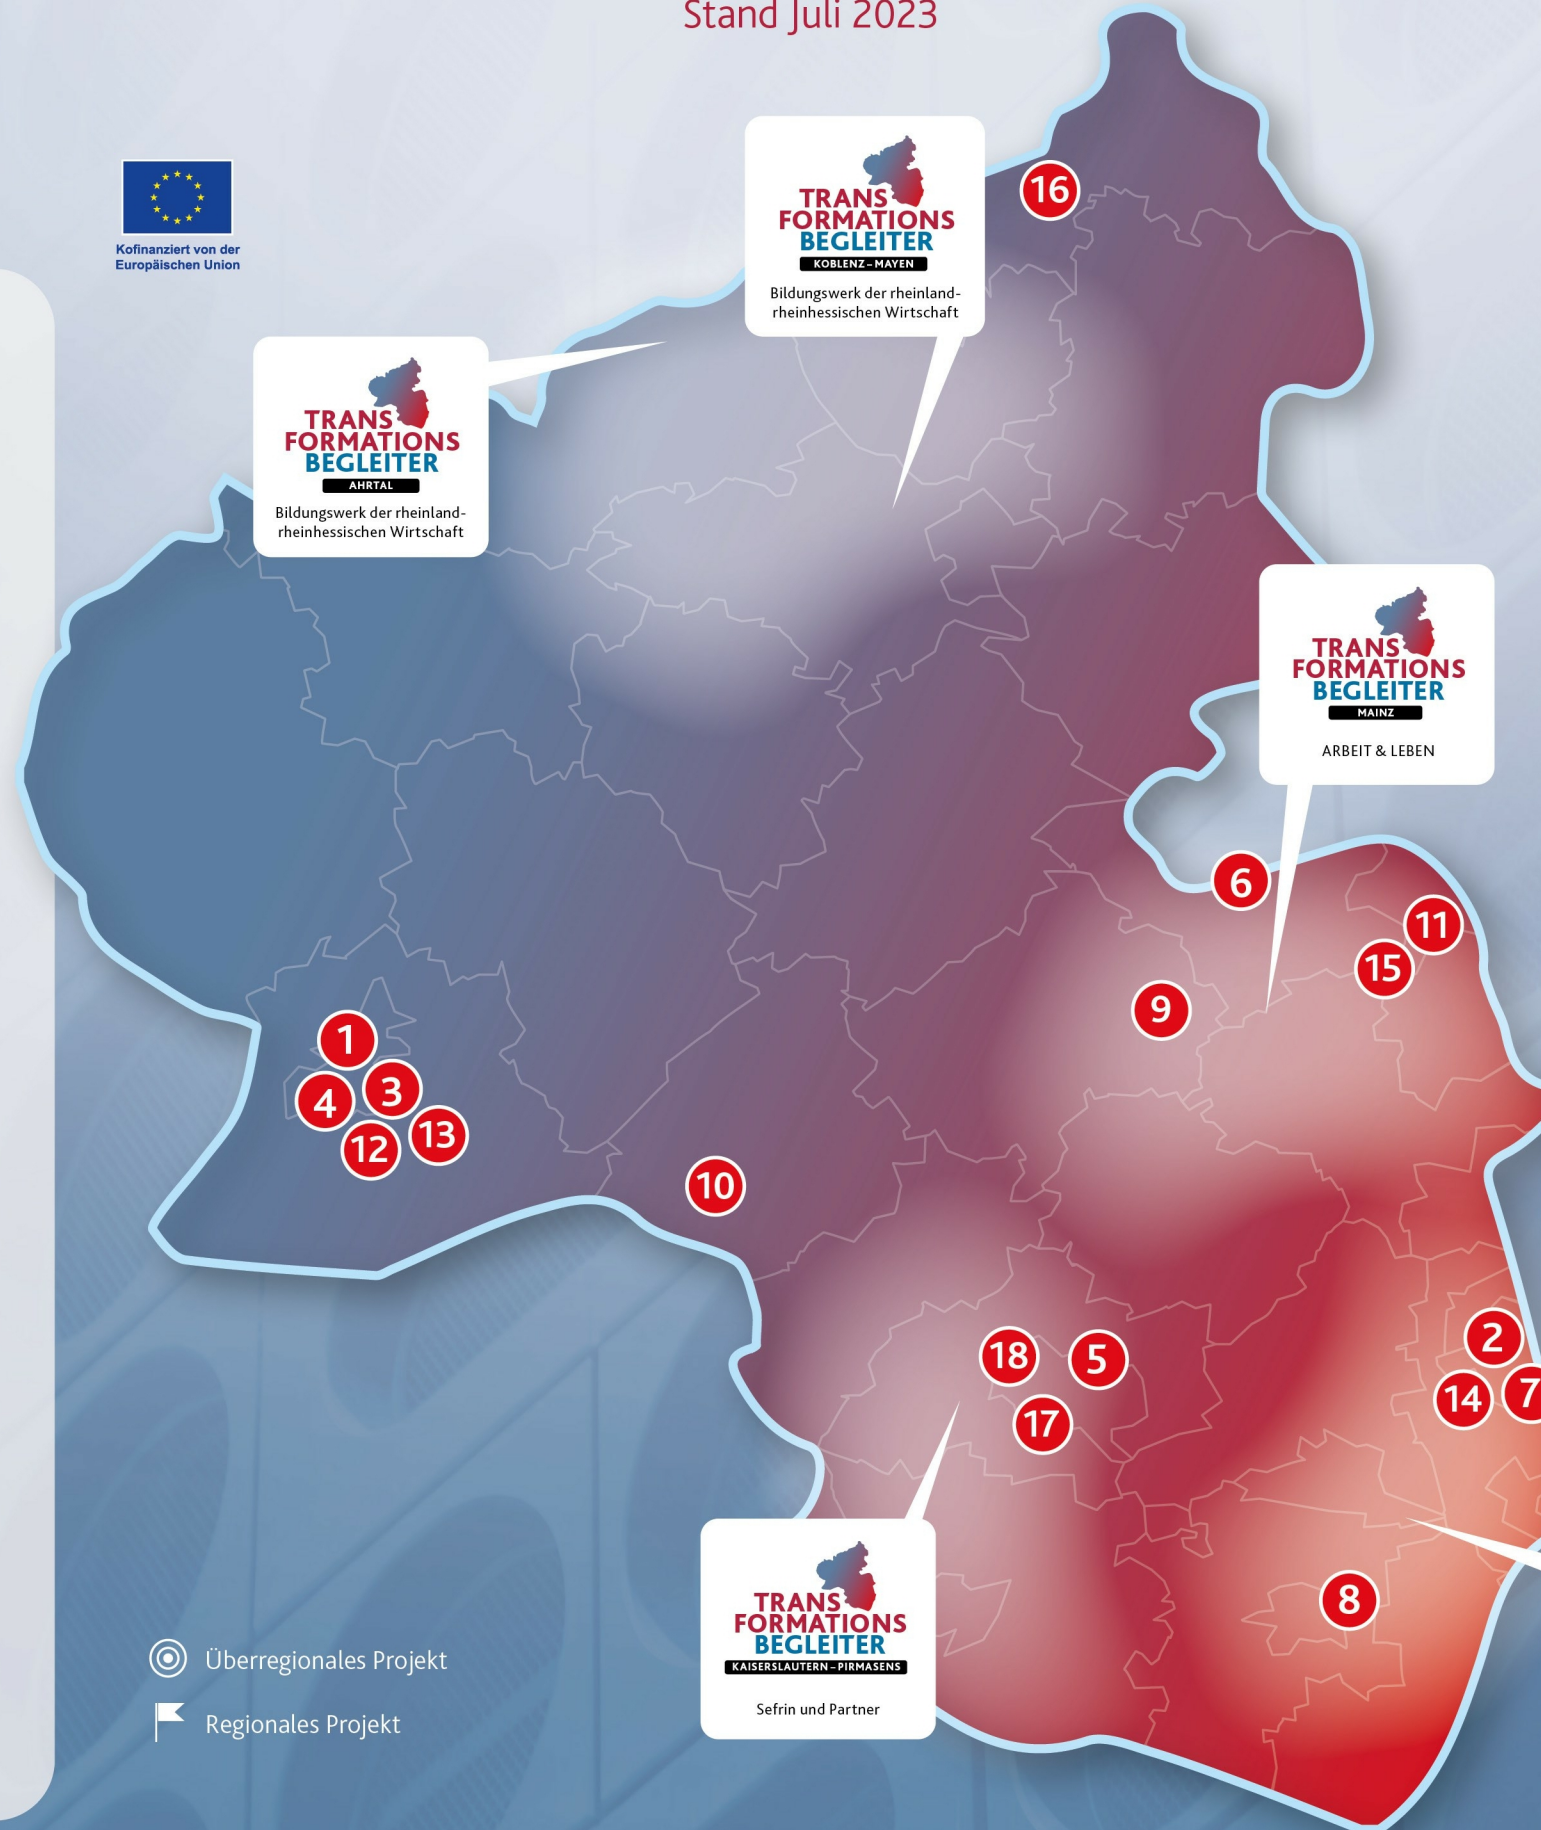 Stand Juli 2023
Kofinanziert von der
Europäischen Union
TRANS
FORMATIONS
BEGLEITER
KOBLENZ–MAYEN
Bildungswerk der rheinland-
rheinhessischen Wirtschaft
16
TRANS
FORMATIONS
BEGLEITER
AHRTAL
Bildungswerk der rheinland-
rheinhessischen Wirtschaft
TRANS
FORMATIONS
BEGLEITER
MAINZ
ARBEIT & LEBEN
6
11
15
9
1
3
4
13
12
10
2
18
5
7
14
17
8
TRANS
FORMATIONS
BEGLEITER
KAISERSLAUTERN–PIRMASENS
Sefrin und Partner
Überregionales Projekt
Regionales Projekt